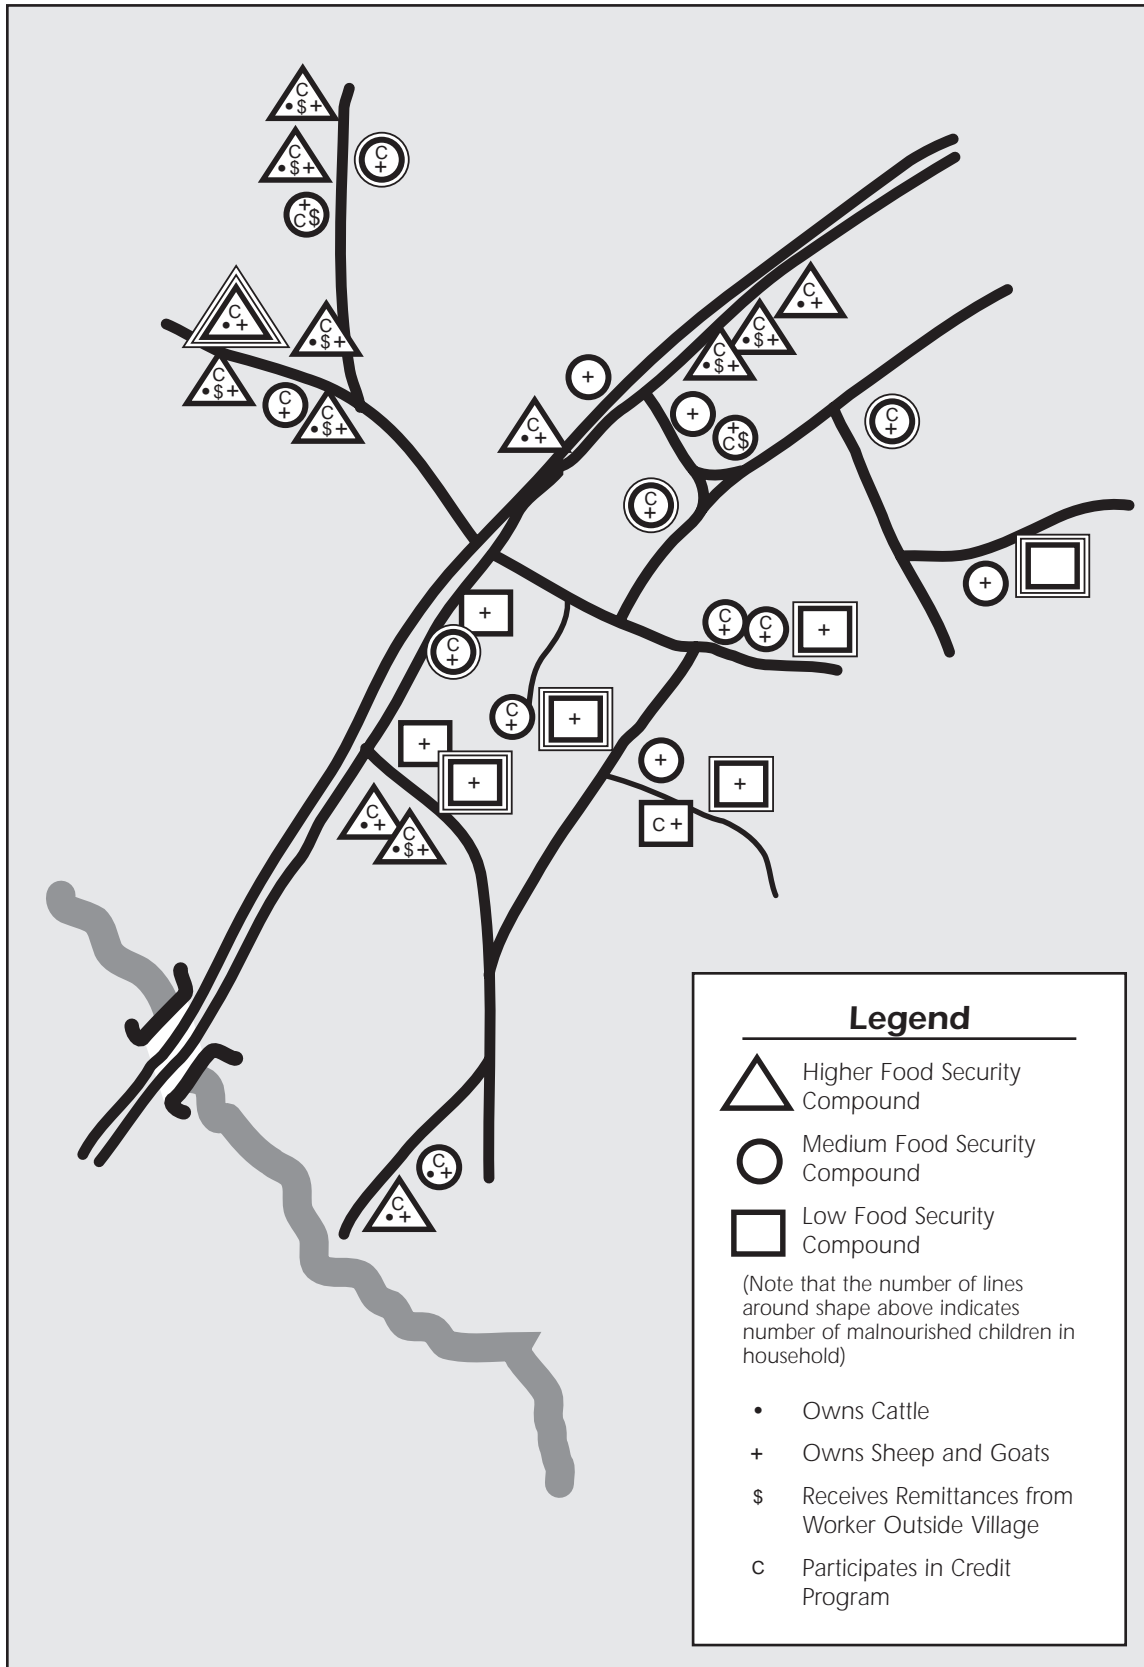 C
•$+
C
•$+
C
+
+
C$
C
•+
C
•+
C
•$+
C
•$+
C
•$+
C
•$+
+
C
+
C
•$+
+
+
C$
C
+
C
•+
C
+
+
+
C
+
C
+
+
C
+
C
+
+
+
+
+
+
C
•+
C +
C
•$+
C
•+
C
•+
Legend
Higher Food Security
Compound
Medium Food Security
Compound
Low Food Security
Compound
(Note that the number of lines
around shape above indicates
number of malnourished children in
household)
• Owns Cattle
+ Owns Sheep and Goats
$ Receives Remittances from
Worker Outside Village
C Participates in Credit
Program